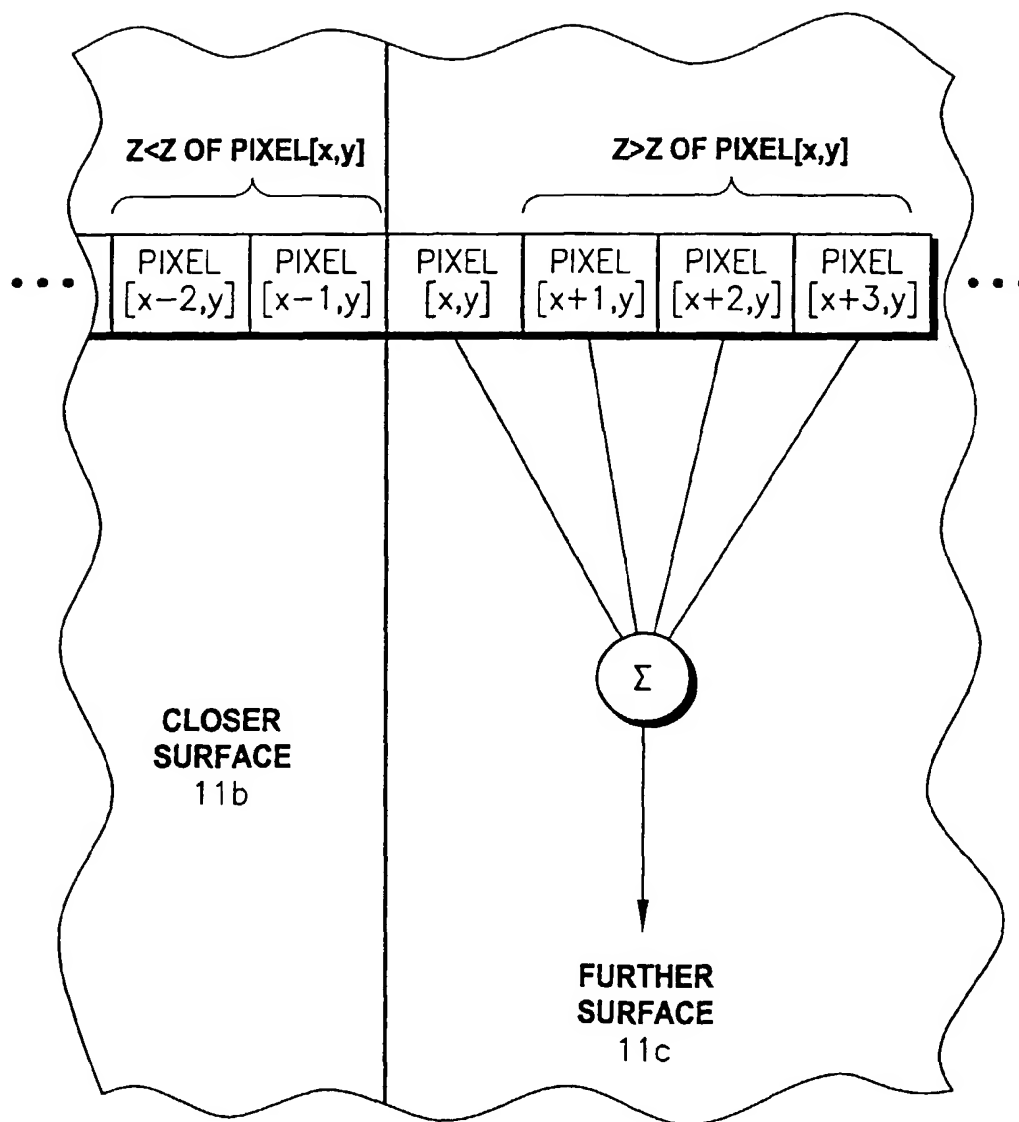 Z<Z OF PIXEL[x,y] Z>Z OF PIXEL[x,y]
••• PIXEL [x-2,y] PIXEL [x-1,y] PIXEL [x,y] PIXEL [x+1,y] PIXEL [x+2,y] PIXEL [x+3,y] •••
Σ
CLOSER
SURFACE
11b
FURTHER
SURFACE
11c